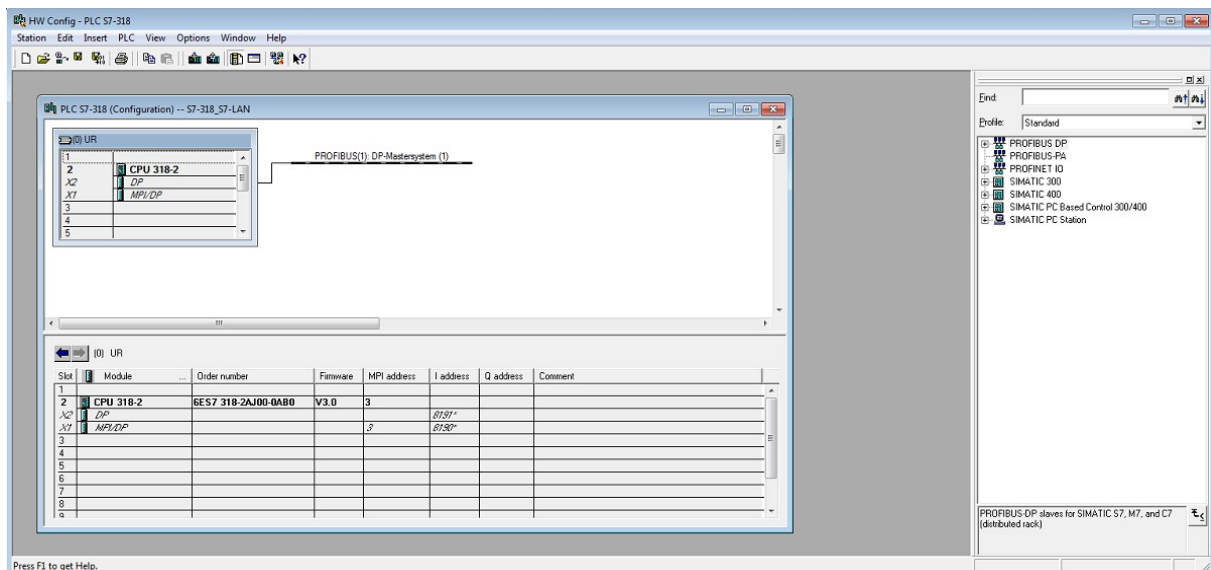 HW Config - PLC S7-318
Station Edit Insert PLC View Options Window Help
PLC S7-318 (Configuration) -- S7-318_S7-LAN
(0) UR
1
2 CPU 318-2
X2 DP
X1 MPI/DP
3
4
5
PROFIBUS(1): DP-Mastersystem (1)
(0) UR
Slot Module ... Order number Firmware MPI address I address Q address Comment
1
2 CPU 318-2 6ES7 318-2AJ00-0AB0 V3.0 3
X2 DP 8191*
X1 MPI/DP 3 8190*
3
4
5
6
7
8
9
Find:
Profile: Standard
PROFIBUS DP
PROFIBUS-PA
PROFINET IO
SIMATIC 300
SIMATIC 400
SIMATIC PC Based Control 300/400
SIMATIC PC Station
PROFIBUS-DP slaves for SIMATIC S7, M7, and C7
(distributed rack)
Press F1 to get Help.